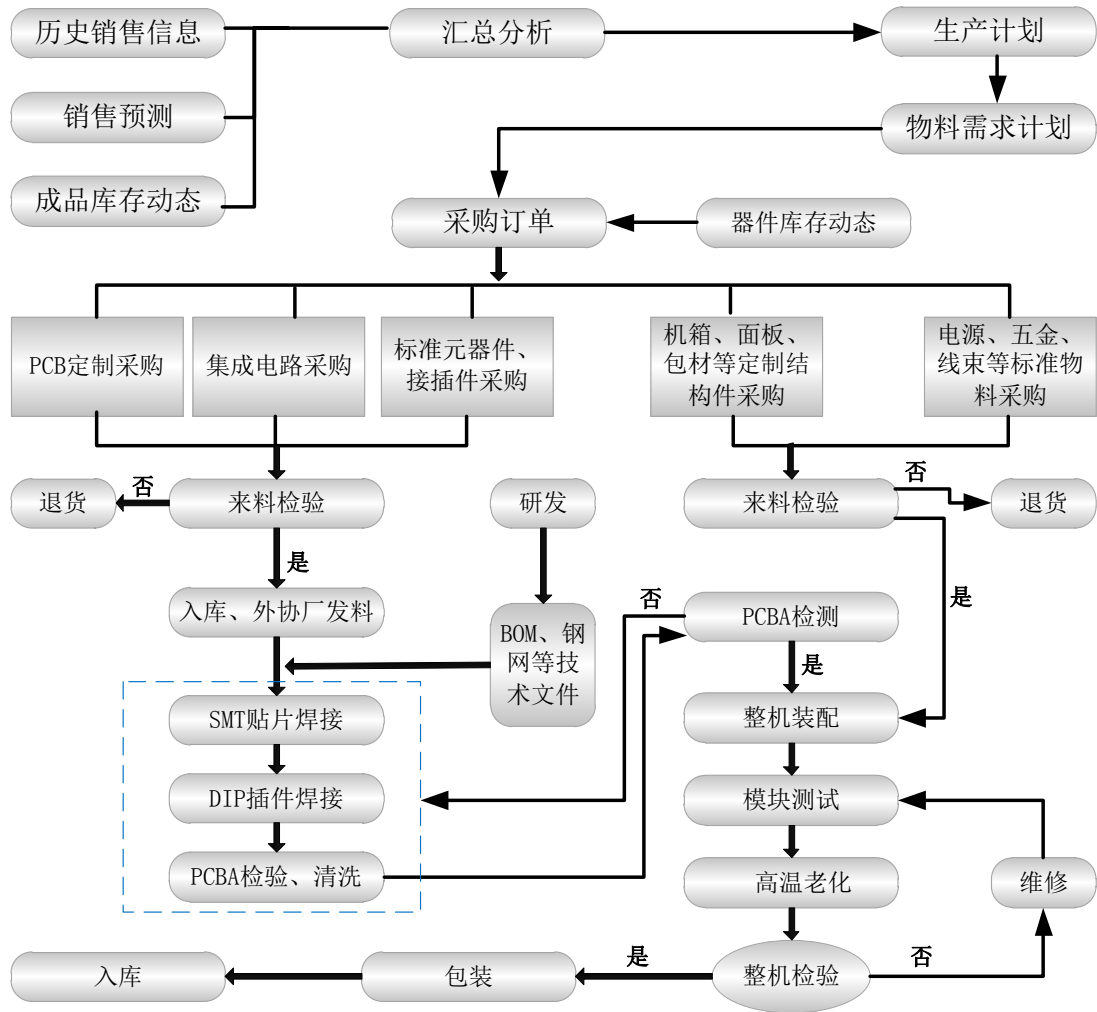 历史销售信息
汇总分析
生产计划
销售预测
物料需求计划
成品库存动态
采购订单
器件库存动态
PCB定制采购
集成电路采购
标准元器件、
接插件采购
机箱、面板、
包材等定制结
构件采购
电源、五金、
线束等标准物
料采购
退货
否
来料检验
研发
来料检验
否
退货
是
是
入库、外协厂发料
BOM、钢
网等技
术文件
否
PCBA检测
是
SMT贴片焊接
整机装配
DIP插件焊接
模块测试
PCBA检验、清洗
高温老化
维修
入库
包装
是
整机检验
否